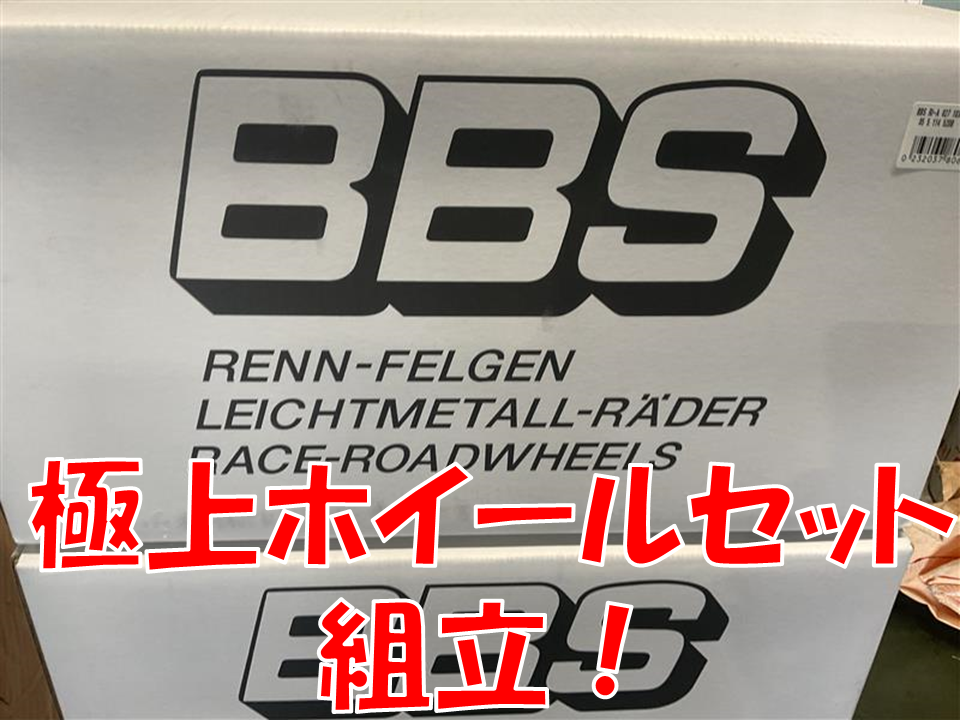 BBS
RENN-FELGEN
LEICHTMETALL-RÄDER
RACE-ROADWHEELS
極上ホイールセット
BBS
組立!